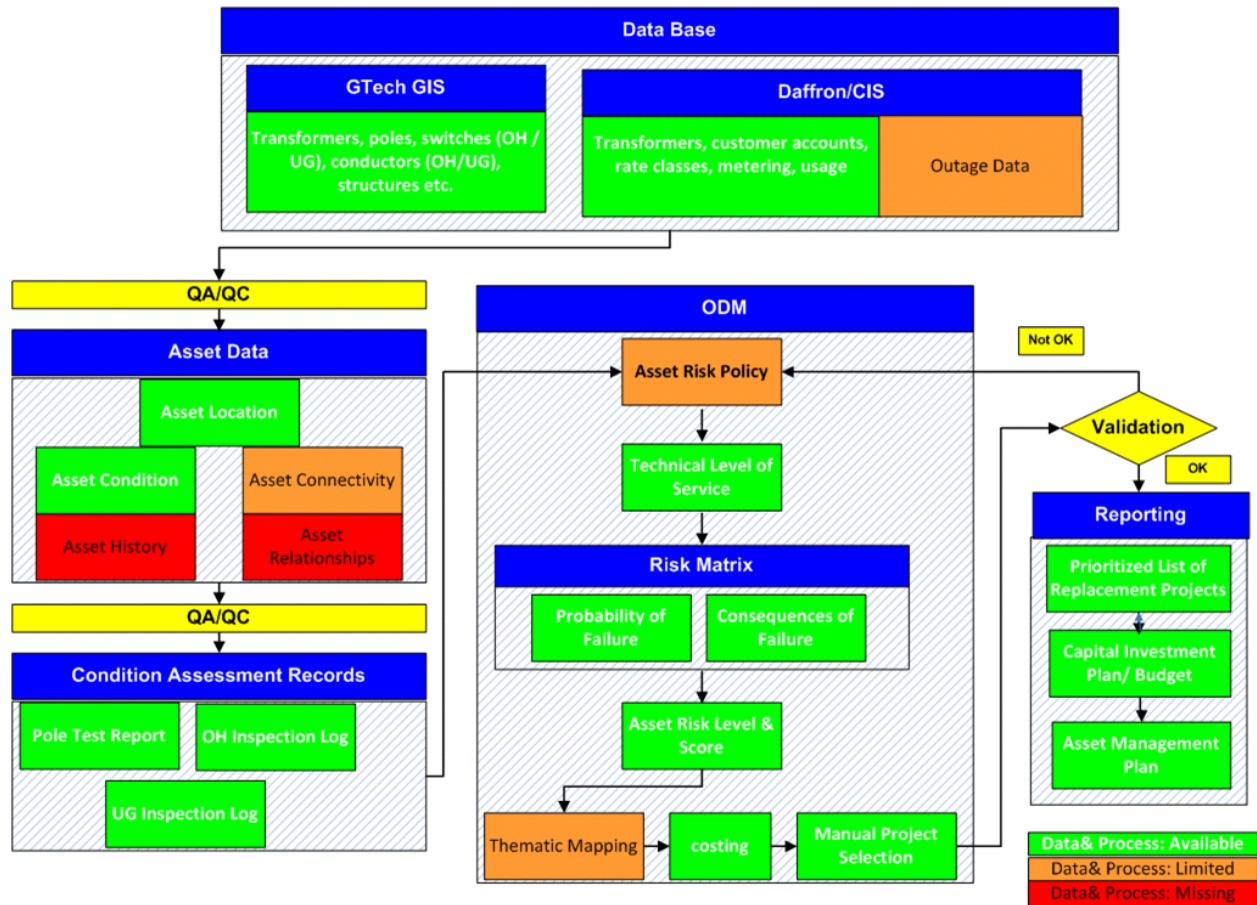 Data Base
GTech GIS
Transformers, poles, switches (OH /
UG), conductors (OH/UG),
structures etc.
Daffron/CIS
Transformers, customer accounts,
rate classes, metering, usage
Outage Data
QA/QC
Asset Data
Asset Location
Asset Condition
Asset Connectivity
Asset History
Asset
Relationships
QA/QC
Condition Assessment Records
Pole Test Report
OH Inspection Log
UG Inspection Log
ODM
Asset Risk Policy
Technical Level of
Service
Risk Matrix
Probability of
Failure
Consequences of
Failure
Asset Risk Level &
Score
Thematic Mapping
costing
Manual Project
Selection
Not OK
Validation
OK
Reporting
Prioritized List of
Replacement Projects
Capital Investment
Plan/ Budget
Asset Management
Plan
Data& Process: Available
Data& Process: Limited
Data& Process: Missing